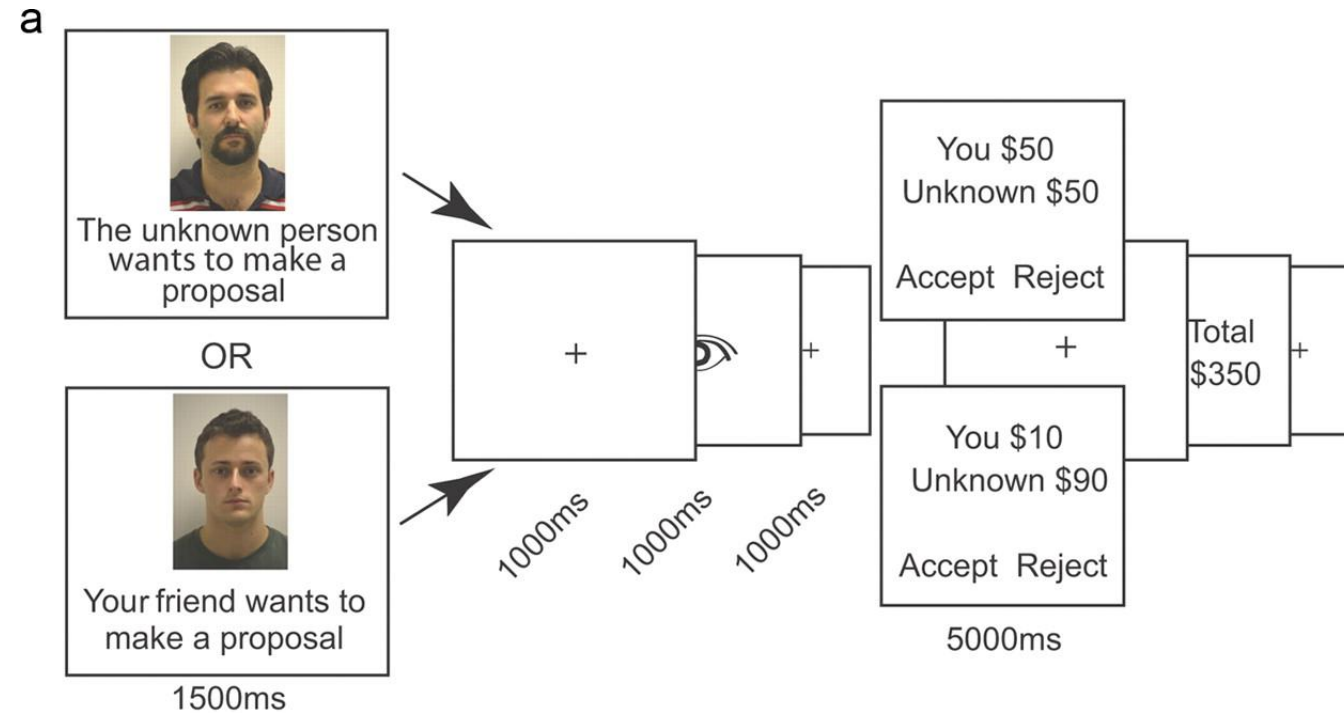 a
The unknown person
wants to make a
proposal
OR
Your friend wants to
make a proposal
1500ms
+
+
1000ms
1000ms
1000ms
You $50
Unknown $50
Accept Reject
You $10
Unknown $90
Accept Reject
5000ms
+
Total
$350
+